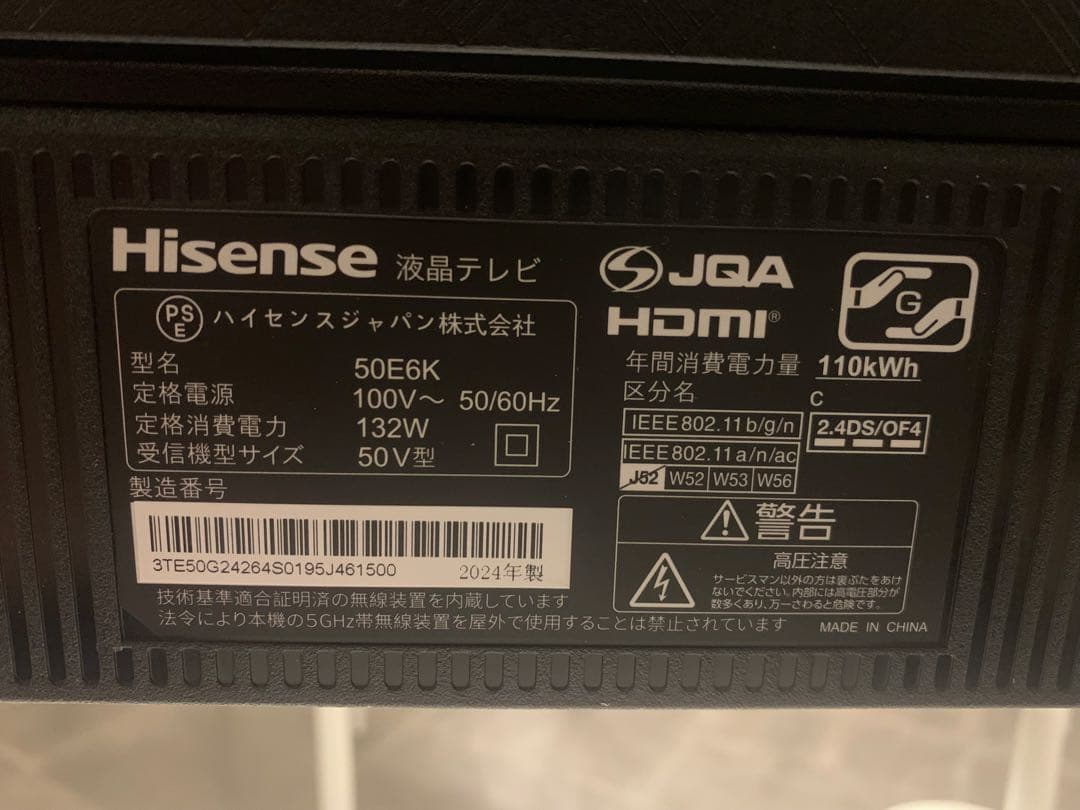 Hisense 液晶テレビ
PSE ハイセンスジャパン株式会社
型名 50E6K
定格電源 100V～ 50/60Hz
定格消費電力 132W
受信機型サイズ 50V型
製造番号
3TE50G24264S0195J461500 2024年製
技術基準適合証明済の無線装置を内蔵しています
法令により本機の5GHz帯無線装置を屋外で使用することは禁止されています
JQA
HDMI®
G
年間消費電力量 110kWh
区分名 C
IEEE802.11b/g/n 2.4DS/OF4
IEEE802.11a/n/ac
J52 W52 W53 W56
警告
高圧注意
サービスマン以外の方は裏ぶたをあけ
ないでください。内部には高電圧部分が
数多くあり、万一さわると危険です。
MADE IN CHINA